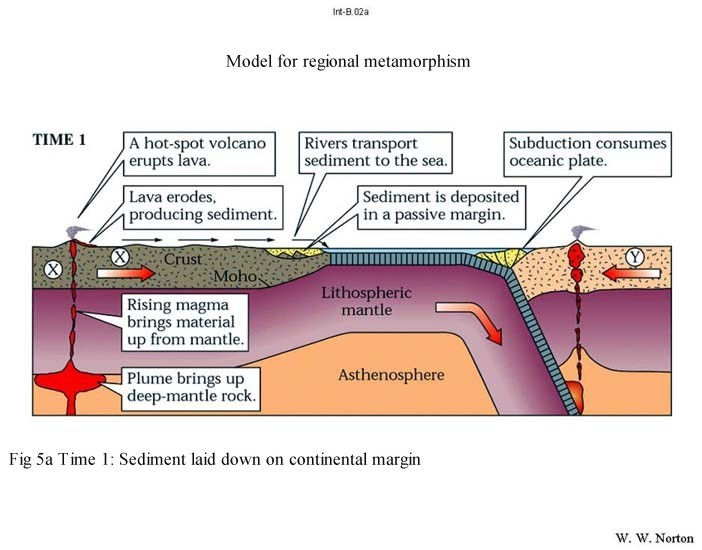 Int-B.02a
Model for regional metamorphism
TIME 1
A hot-spot volcano
erupts lava.
Rivers transport
sediment to the sea.
Subduction consumes
oceanic plate.
Lava erodes,
producing sediment.
Sediment is deposited
in a passive margin.
X
X
Crust
Moho
Y
Lithospheric
mantle
Rising magma
brings material
up from mantle.
Plume brings up
deep-mantle rock.
Asthenosphere
Fig 5a Time 1: Sediment laid down on continental margin
W. W. Norton